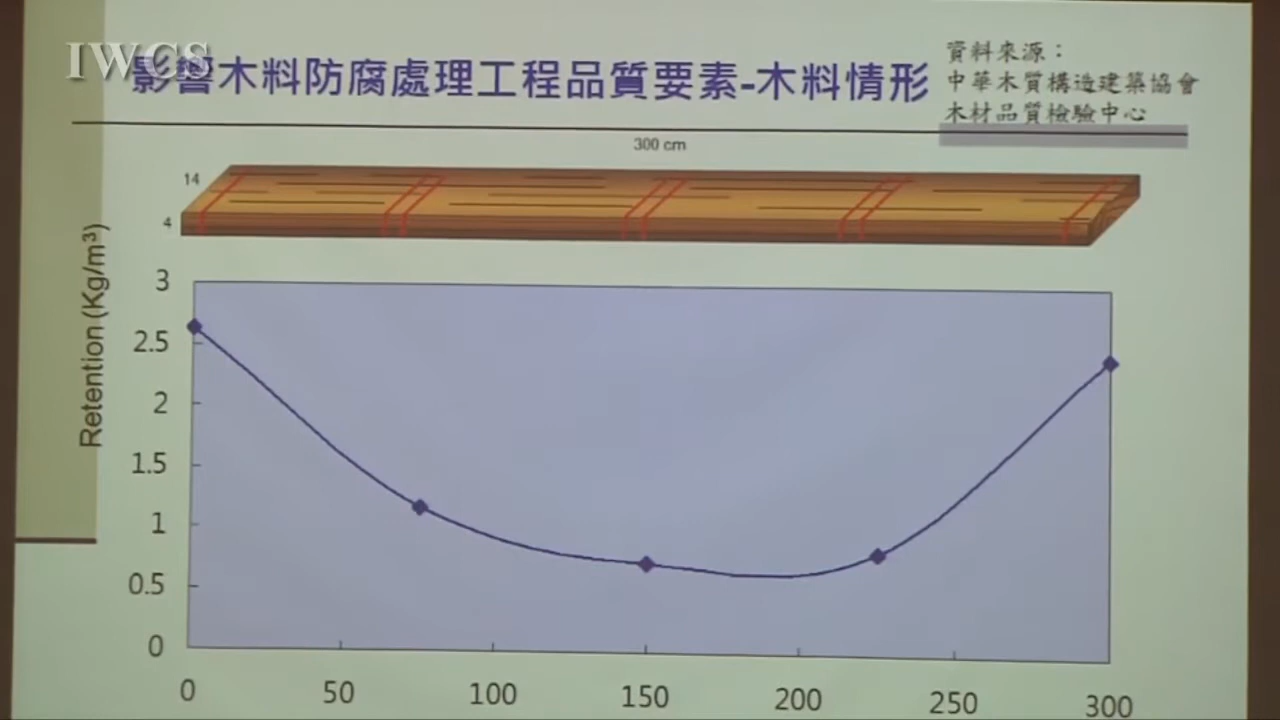 IWCS
影響木料防腐處理工程品質要素-木料情形
資料來源：
中華木質構造建築協會
木材品質檢驗中心
300 cm
14
4
Retention (Kg/m³)
3
2.5
2
1.5
1
0.5
0
0 50 100 150 200 250 300